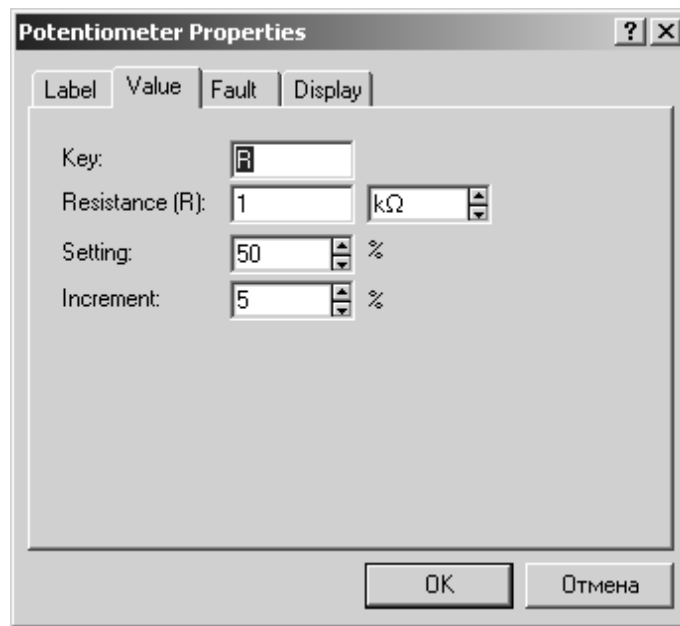 Potentiometer Properties
Label Value Fault Display
Key: R
Resistance (R): 1 kΩ
Setting: 50 %
Increment: 5 %
OK Отмена